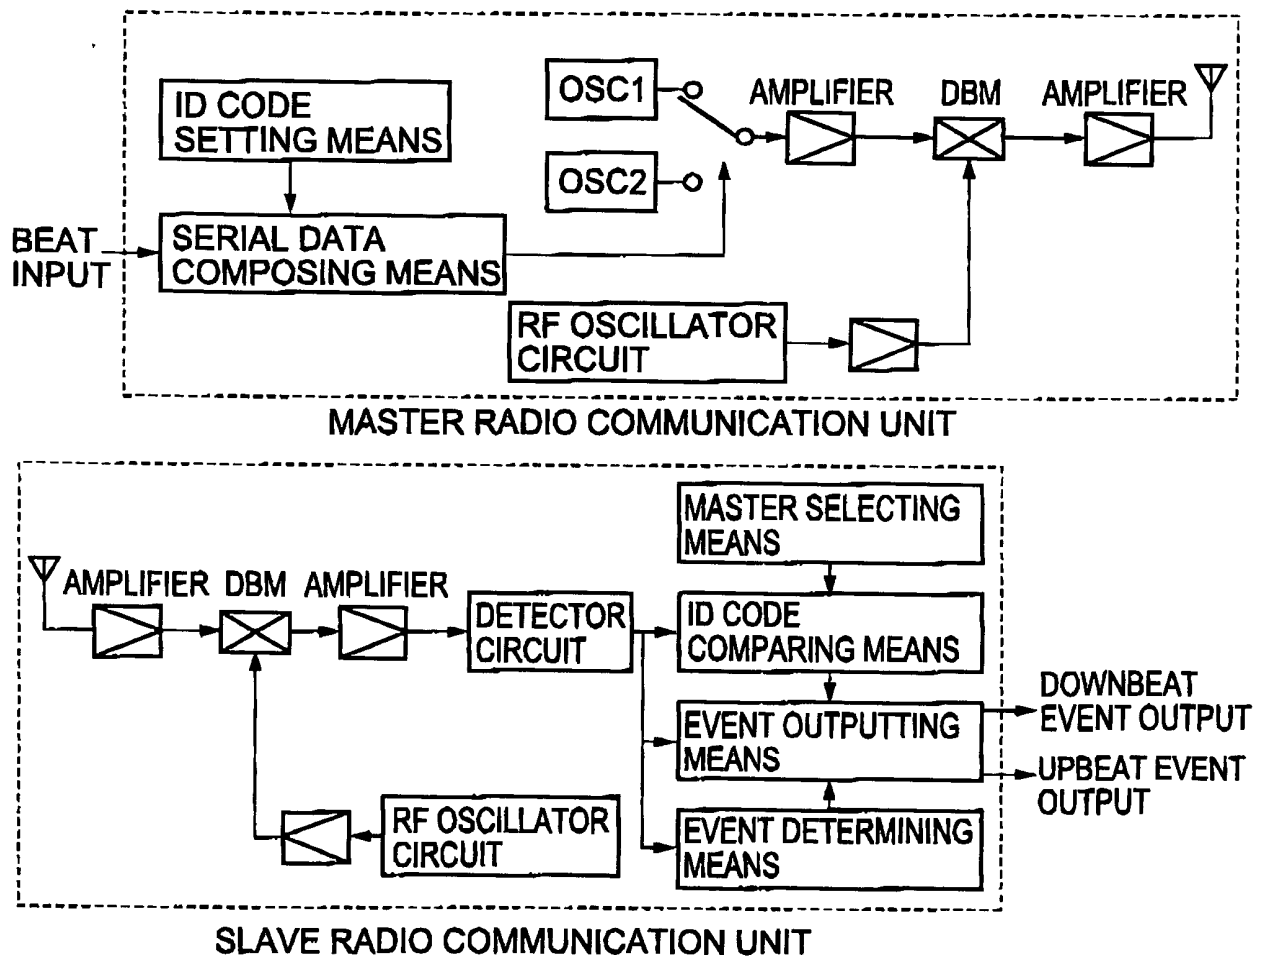 ID CODE
SETTING MEANS
OSC1
AMPLIFIER
DBM
AMPLIFIER
OSC2
BEAT
INPUT
SERIAL DATA
COMPOSING MEANS
RF OSCILLATOR
CIRCUIT
MASTER RADIO COMMUNICATION UNIT
MASTER SELECTING
MEANS
AMPLIFIER
DBM
AMPLIFIER
DETECTOR
CIRCUIT
ID CODE
COMPARING MEANS
EVENT OUTPUTTING
MEANS
DOWNBEAT
EVENT OUTPUT
UPBEAT EVENT
OUTPUT
RF OSCILLATOR
CIRCUIT
EVENT DETERMINING
MEANS
SLAVE RADIO COMMUNICATION UNIT